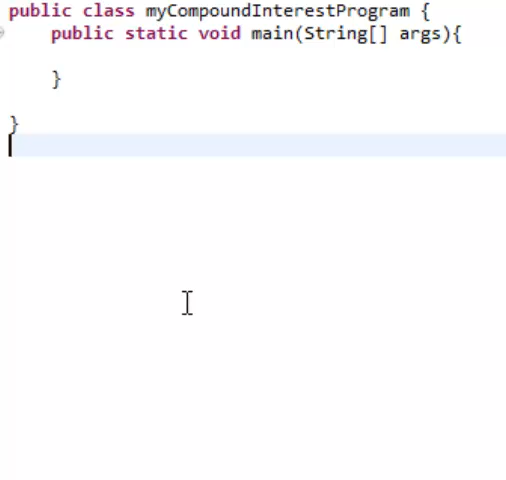 public class myCompoundInterestProgram {
public static void main(String[] args){
}
}